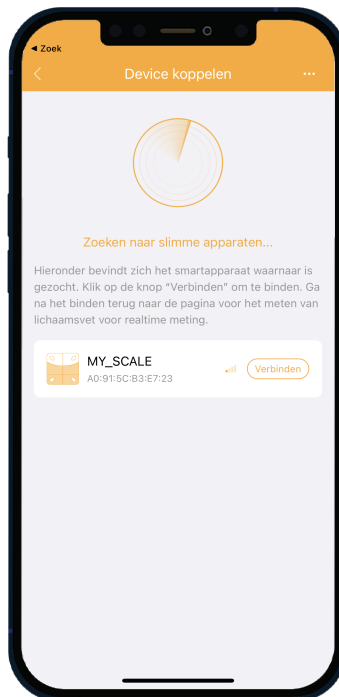 ◀ Zoek
Device koppelen
Zoeken naar slimme apparaten...
Hieronder bevindt zich het smartapparaat waarnaar is
gezocht. Klik op de knop “Verbinden” om te binden. Ga
na het binden terug naar de pagina voor het meten van
lichaamsvet voor realtime meting.
MY_SCALE
Verbinden
A0:91:5C:B3:E7:23